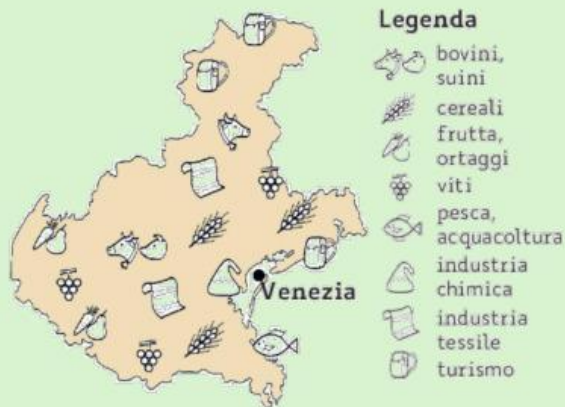 Legenda
bovini,
suini
cereali
frutta,
ortaggi
viti
pesca,
acquacoltura
industria
chimica
industria
tessile
turismo
Venezia